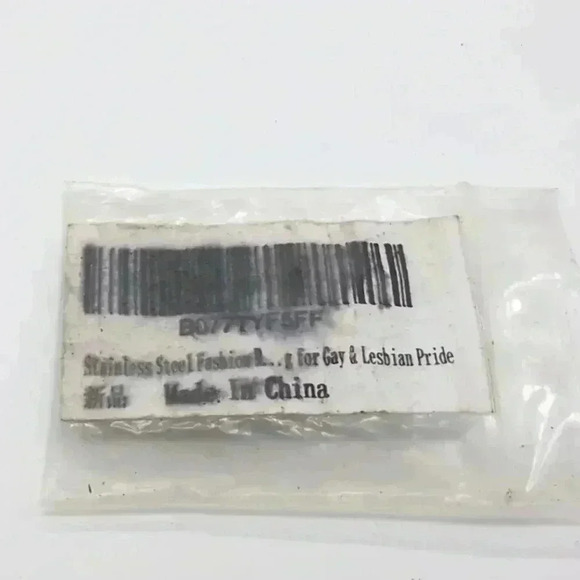 Stainless Steel Fashion R...g for Gay & Lesbian Pride
新品 Made In China